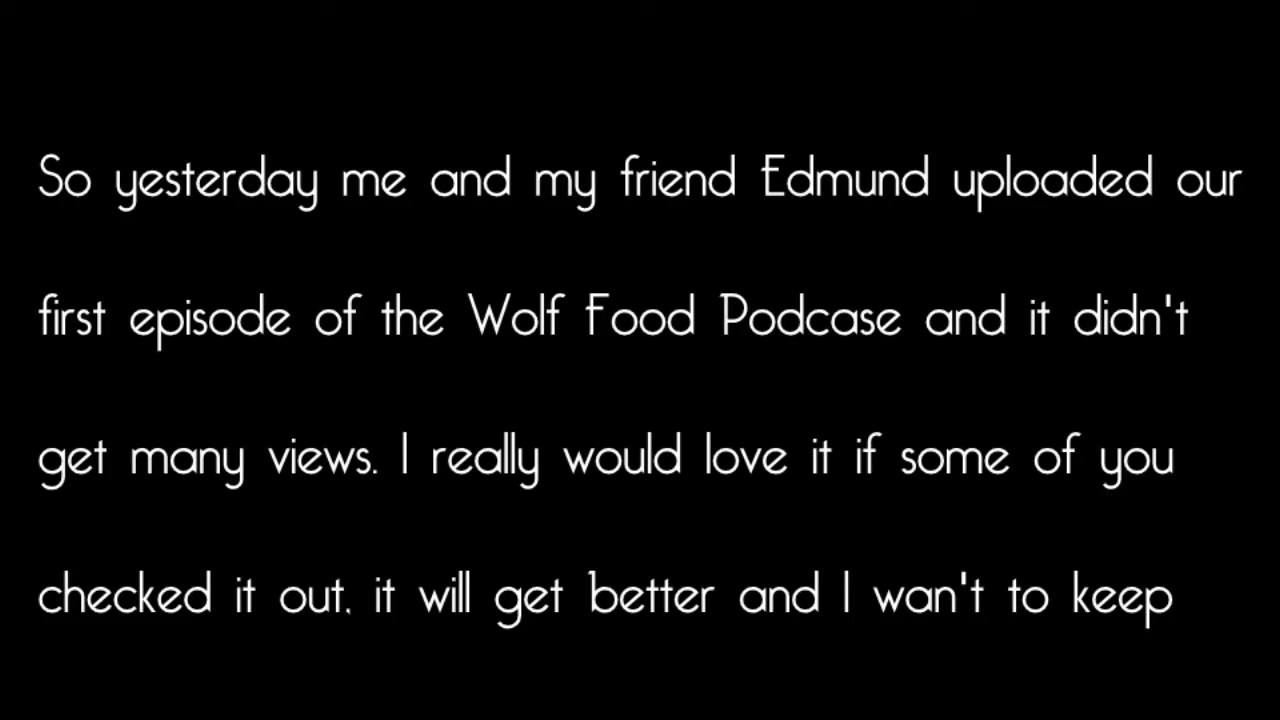 So yesterday me and my friend Edmund uploaded our
first episode of the Wolf Food Podcase and it didn't
get many views. I really would love it if some of you
checked it out, it will get better and I wan't to keep